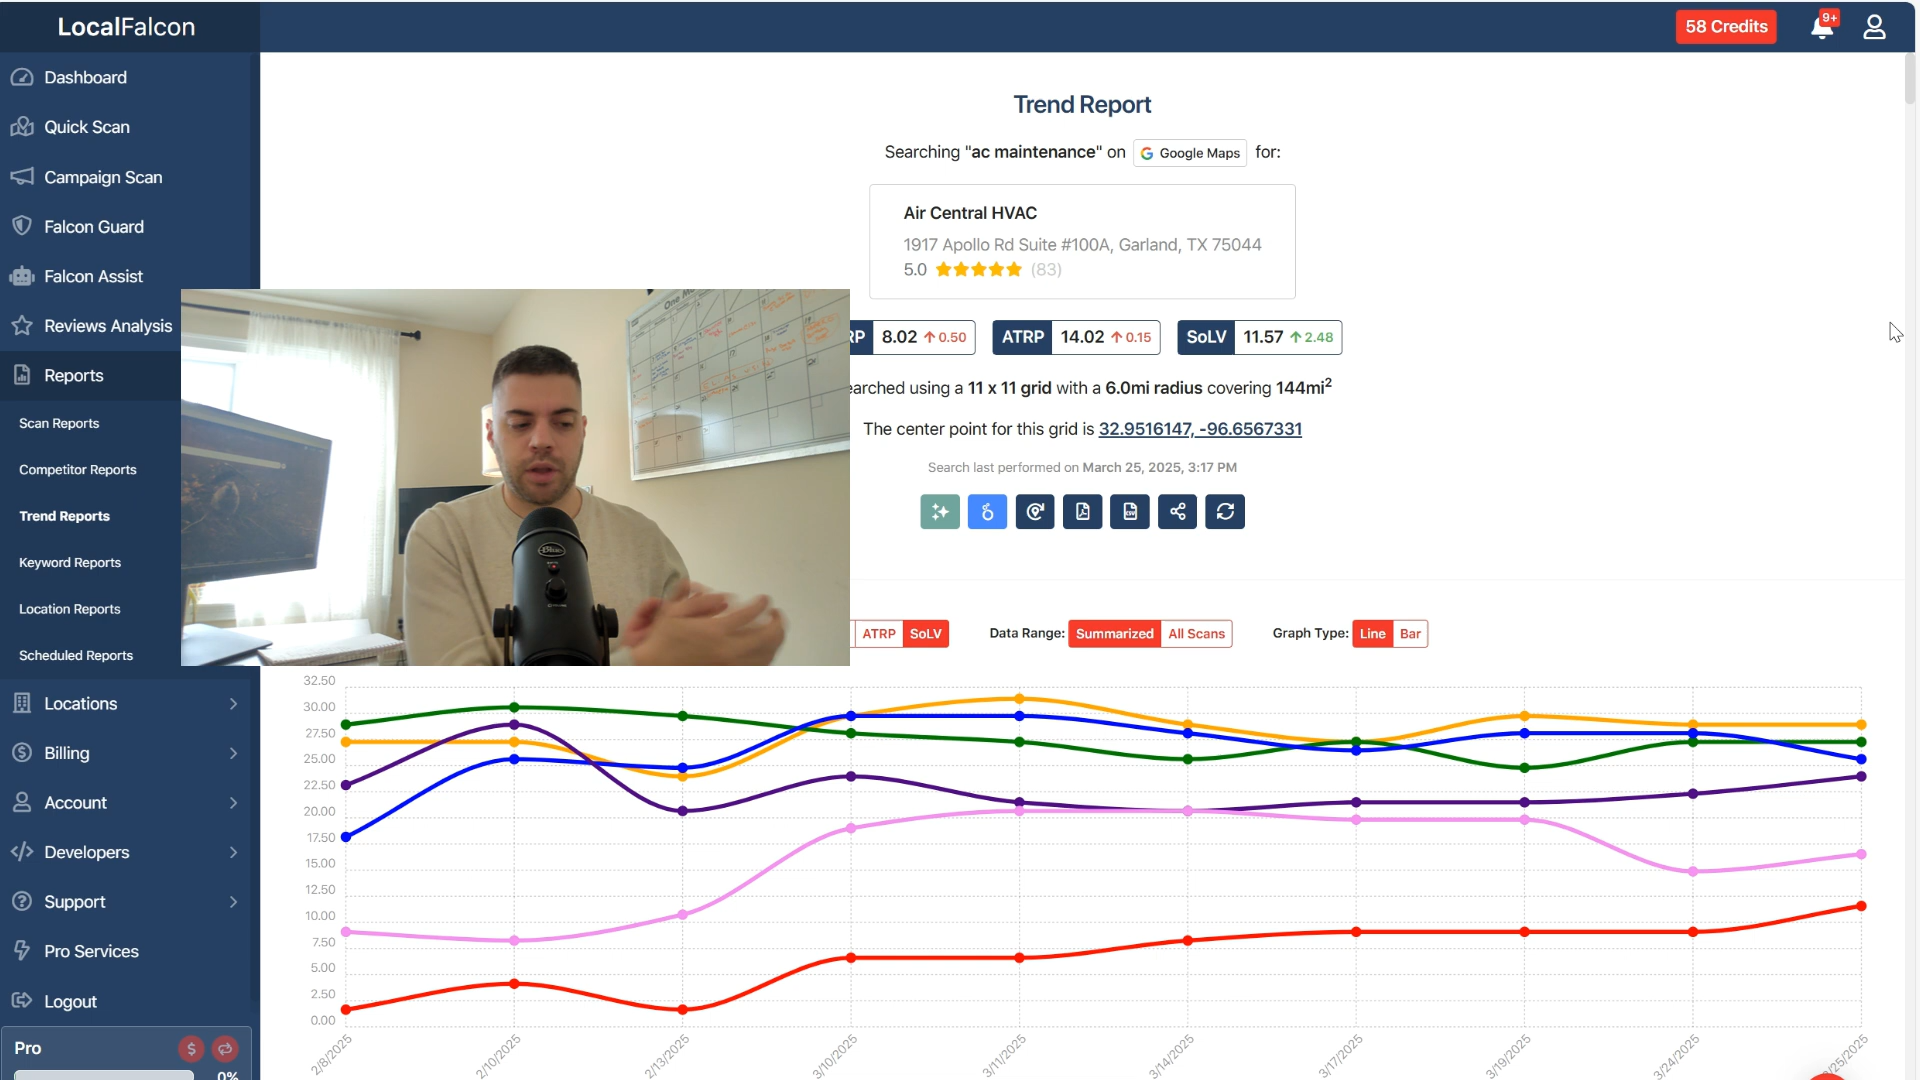 LocalFalcon
58 Credits
9+
Dashboard
Quick Scan
Campaign Scan
Falcon Guard
Falcon Assist
Reviews Analysis
Reports
Scan Reports
Competitor Reports
Trend Reports
Keyword Reports
Location Reports
Scheduled Reports
Locations
Billing
Account
Developers
Support
Pro Services
Logout
Pro
0%
Trend Report
Searching "ac maintenance" on Google Maps for:
Air Central HVAC
1917 Apollo Rd Suite #100A, Garland, TX 75044
5.0 (83)
RP 8.02 0.50 ATRP 14.02 0.15 SoLV 11.57 2.48
earched using a 11 x 11 grid with a 6.0mi radius covering 144mi²
The center point for this grid is 32.9516147, -96.6567331
Search last performed on March 25, 2025, 3:17 PM
ATRP SoLV Data Range: Summarized All Scans Graph Type: Line Bar
32.50
30.00
27.50
25.00
22.50
20.00
17.50
15.00
12.50
10.00
7.50
5.00
2.50
0.00
2/8/2025 2/10/2025 2/13/2025 3/10/2025 3/11/2025 3/14/2025 3/17/2025 3/19/2025 3/24/2025 /25/2025
One Mo
Blue